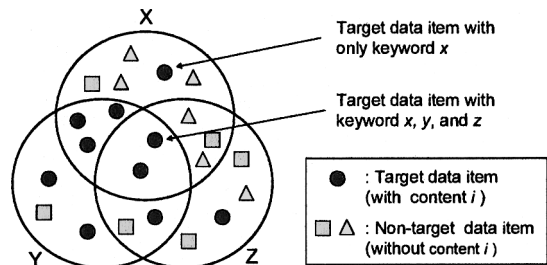 X
Target data item with
only keyword x
Target data item with
keyword x, y, and z
: Target data item
(with content i )
: Non-target data item
(without content i )
Y
Z